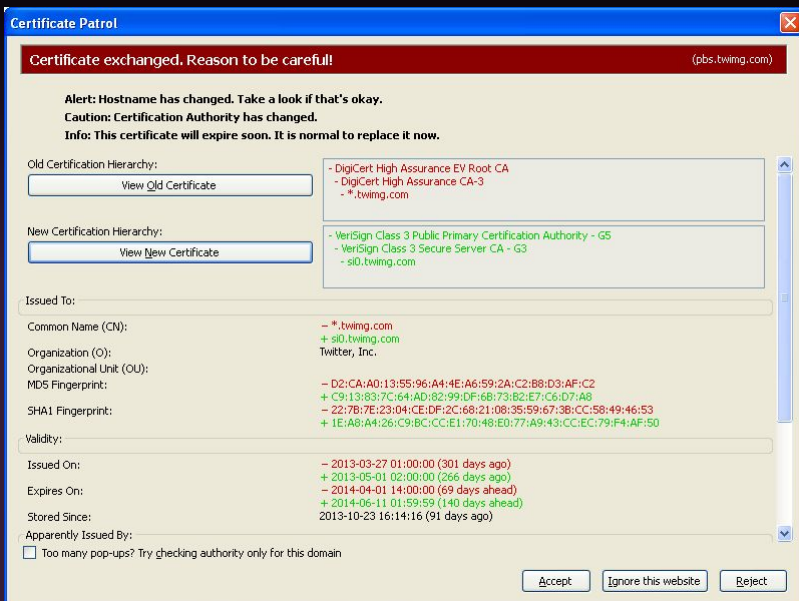 Certificate Patrol
Certificate exchanged. Reason to be careful! (pbs.twimg.com)
Alert: Hostname has changed. Take a look if that's okay.
Caution: Certification Authority has changed.
Info: This certificate will expire soon. It is normal to replace it now.
Old Certification Hierarchy:
View Old Certificate
- DigiCert High Assurance EV Root CA
- DigiCert High Assurance CA-3
- *.twimg.com
New Certification Hierarchy:
View New Certificate
- VeriSign Class 3 Public Primary Certification Authority - G5
- VeriSign Class 3 Secure Server CA - G3
- si0.twimg.com
Issued To:
Common Name (CN): − *.twimg.com
+ si0.twimg.com
Organization (O): Twitter, Inc.
Organizational Unit (OU):
MD5 Fingerprint: − D2:CA:A0:13:55:96:A4:4E:A6:59:2A:C2:B8:D3:AF:C2
+ C9:13:83:7C:64:AD:82:99:DF:6B:73:B2:E7:C6:D7:A8
SHA1 Fingerprint: − 22:7B:7E:23:04:CE:DF:2C:68:21:08:35:59:67:3B:CC:58:49:46:53
+ 1E:A8:A4:26:C9:BC:CC:E1:70:48:E0:77:A9:43:CC:EC:79:F4:AF:50
Validity:
Issued On: − 2013-03-27 01:00:00 (301 days ago)
+ 2013-05-01 02:00:00 (266 days ago)
Expires On: − 2014-04-01 14:00:00 (69 days ahead)
+ 2014-06-11 01:59:59 (140 days ahead)
Stored Since: 2013-10-23 16:14:16 (91 days ago)
Apparently Issued By:
Too many pop-ups? Try checking authority only for this domain
Accept Ignore this website Reject